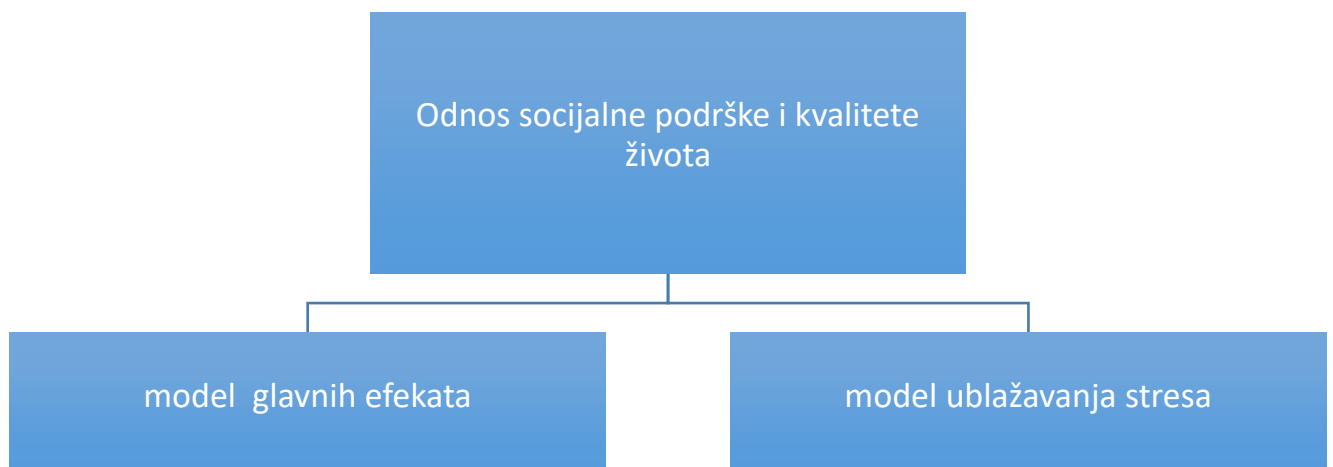 Odnos socijalne podrške i kvalitete
života
model  glavnih efekata
model ublažavanja stresa